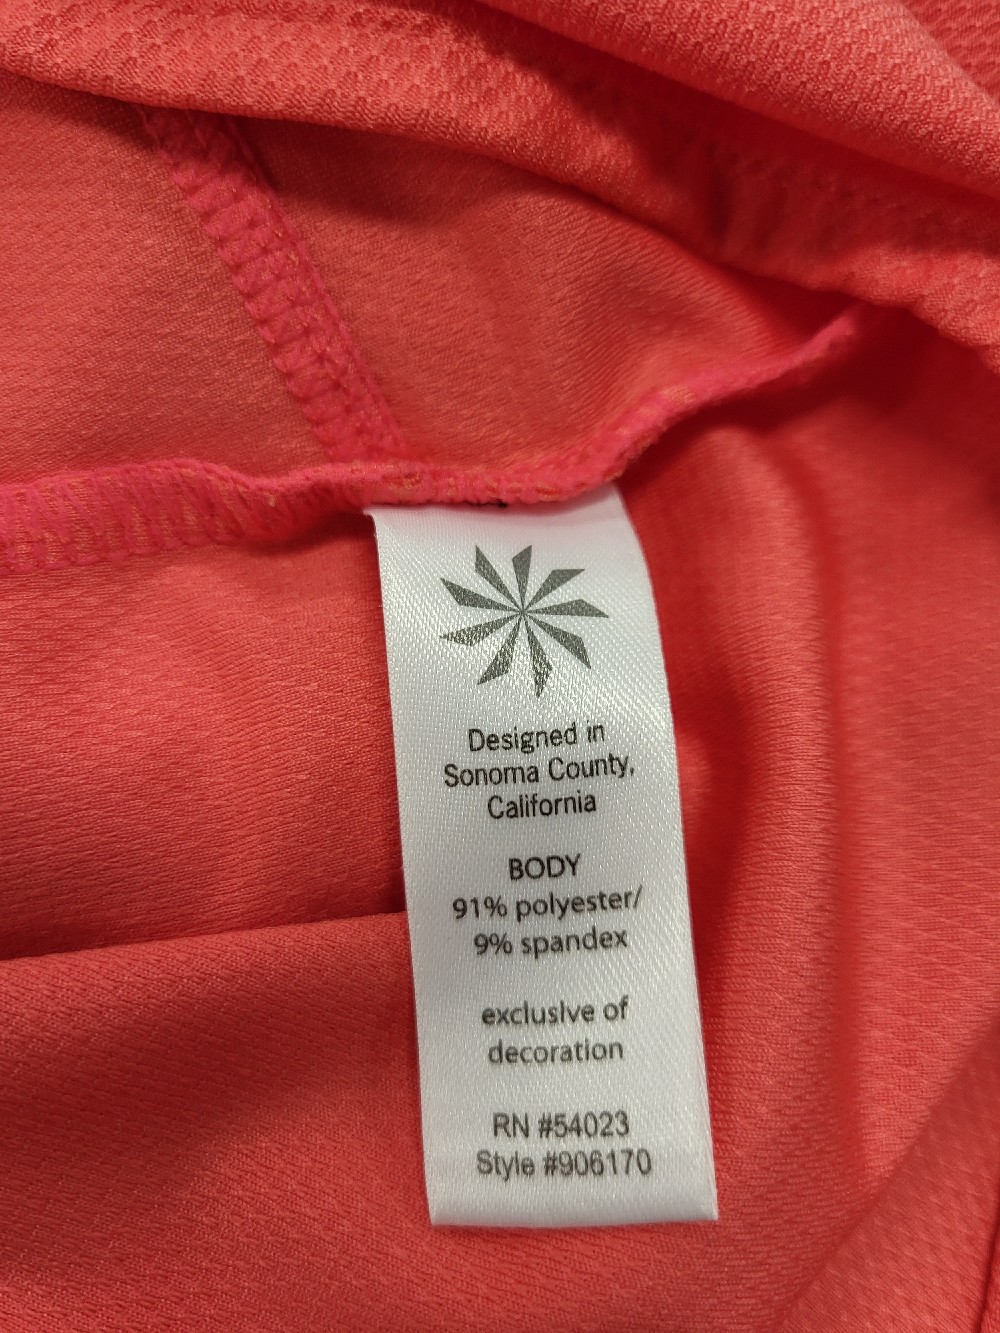 Designed in
Sonoma County,
California
BODY
91% polyester/
9% spandex
exclusive of
decoration
RN #54023
Style #906170